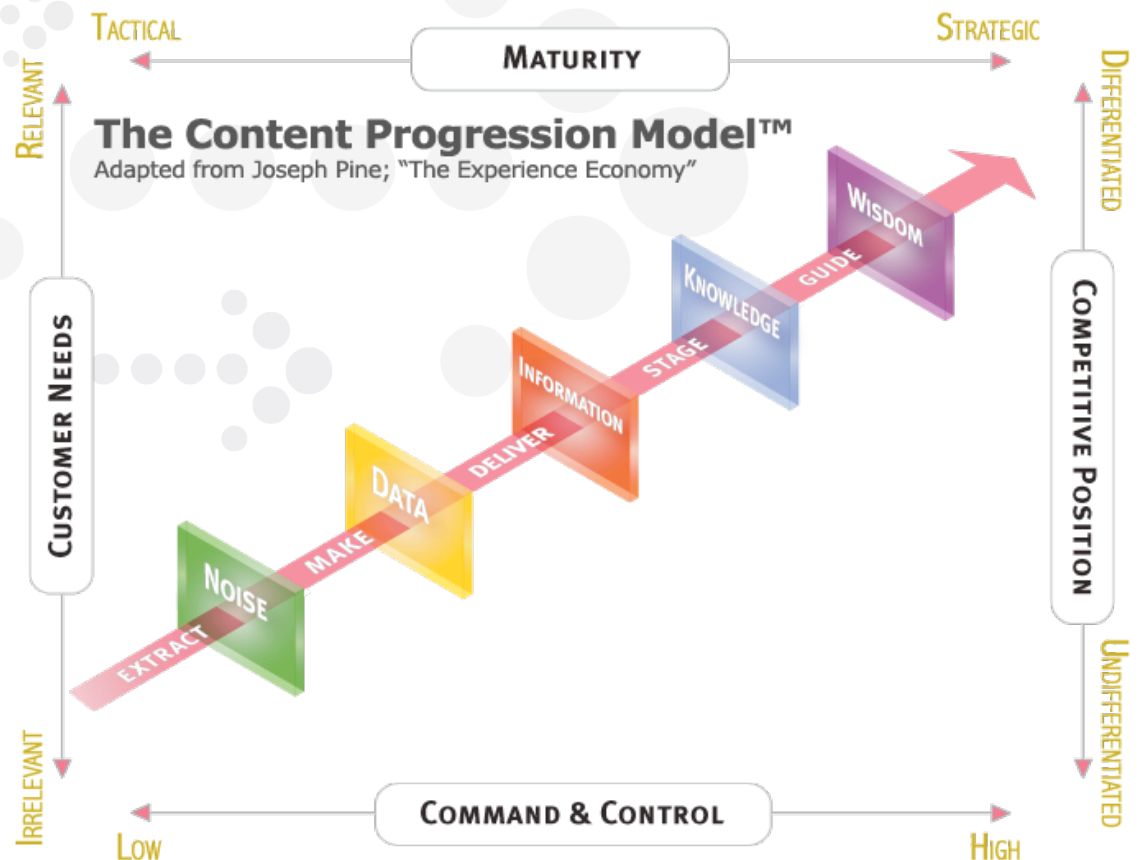 TACTICAL
STRATEGIC
MATURITY
RELEVANT
DIFFERENTIATED
The Content Progression Model™
Adapted from Joseph Pine; “The Experience Economy”
WISDOM
GUIDE
KNOWLEDGE
STAGE
INFORMATION
DELIVER
DATA
MAKE
NOISE
EXTRACT
CUSTOMER NEEDS
COMPETITIVE POSITION
IRRELEVANT
UNDIFFERENTIATED
COMMAND & CONTROL
LOW
HIGH